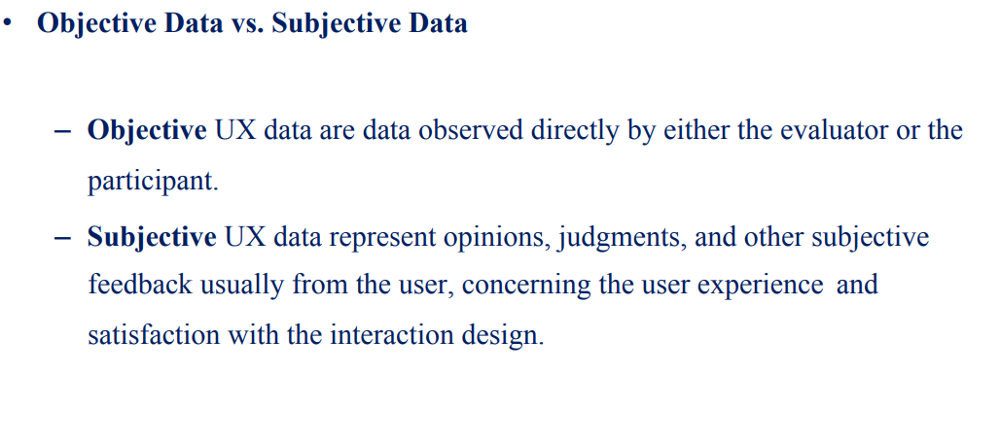 • Objective Data vs. Subjective Data
– Objective UX data are data observed directly by either the evaluator or the
participant.
– Subjective UX data represent opinions, judgments, and other subjective
feedback usually from the user, concerning the user experience and
satisfaction with the interaction design.